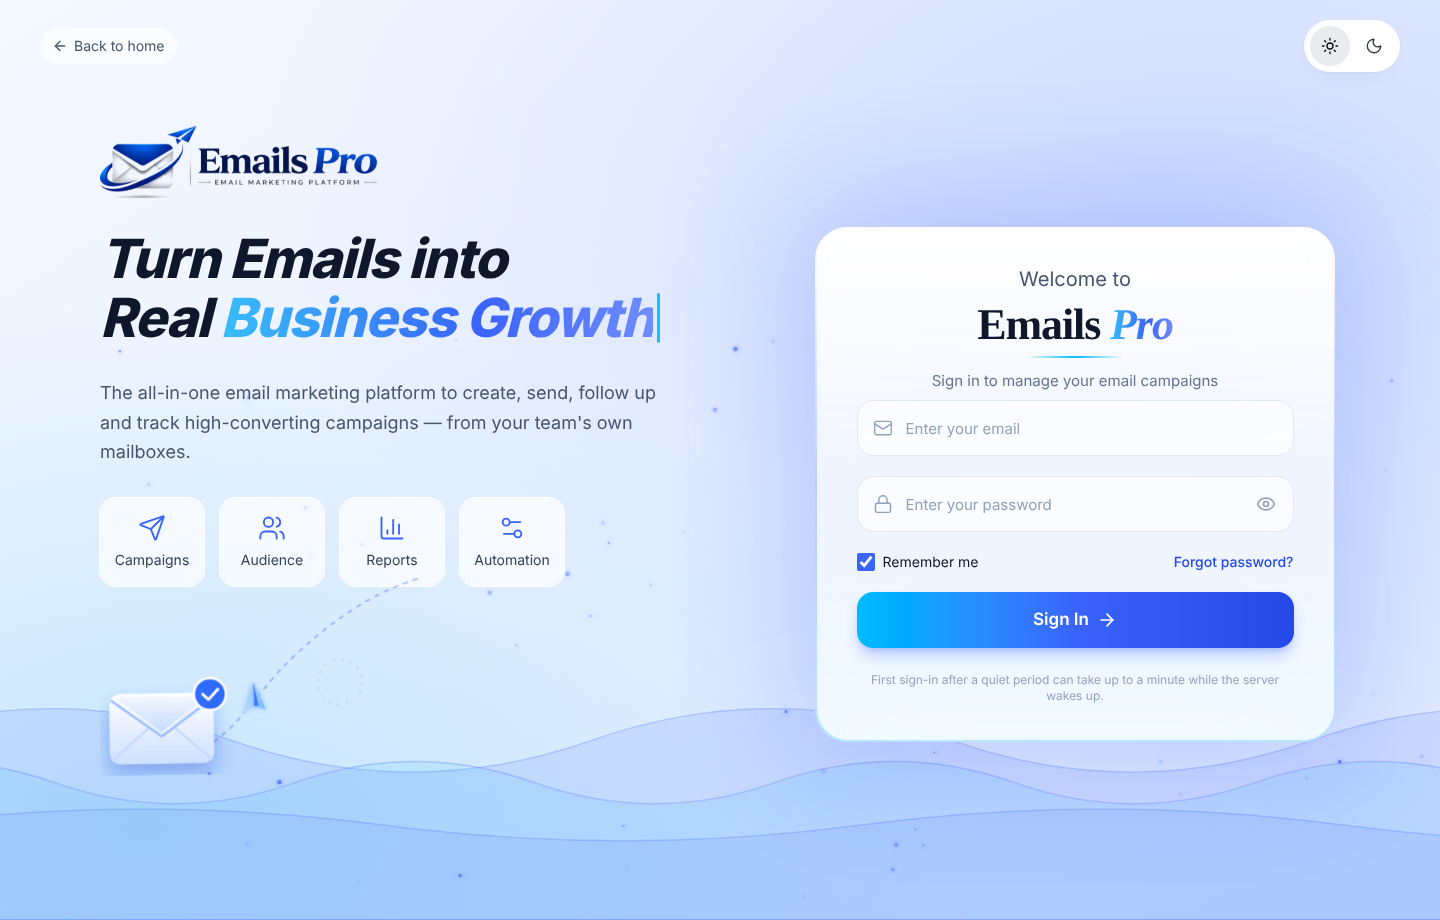 Back to home
Emails Pro
EMAIL MARKETING PLATFORM
Turn Emails into
Real Business Growth
The all-in-one email marketing platform to create, send, follow up
and track high-converting campaigns — from your team's own
mailboxes.
Campaigns
Audience
Reports
Automation
Welcome to
Emails Pro
Sign in to manage your email campaigns
Enter your email
Enter your password
Remember me
Forgot password?
Sign In
First sign-in after a quiet period can take up to a minute while the server
wakes up.